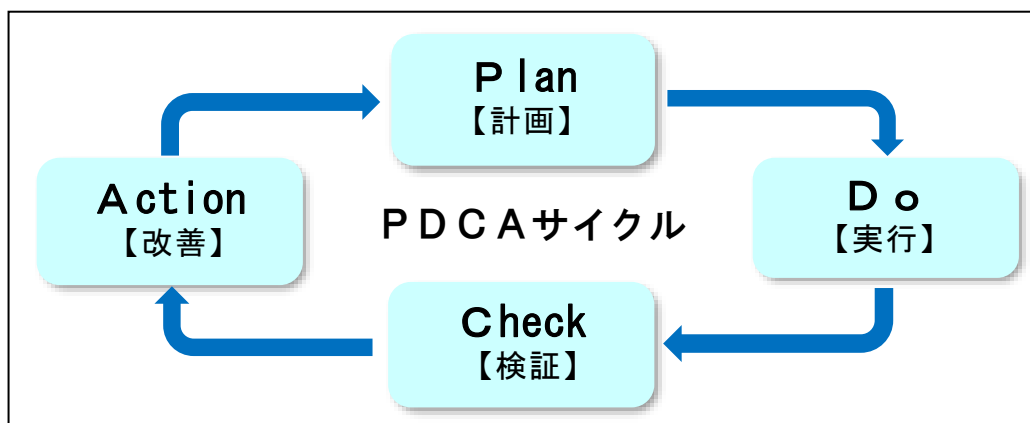 Ｐlan
【計画】
Ａction
【改善】
ＰＤＣＡサイクル
Ｄｏ
【実行】
Ｃheck
【検証】